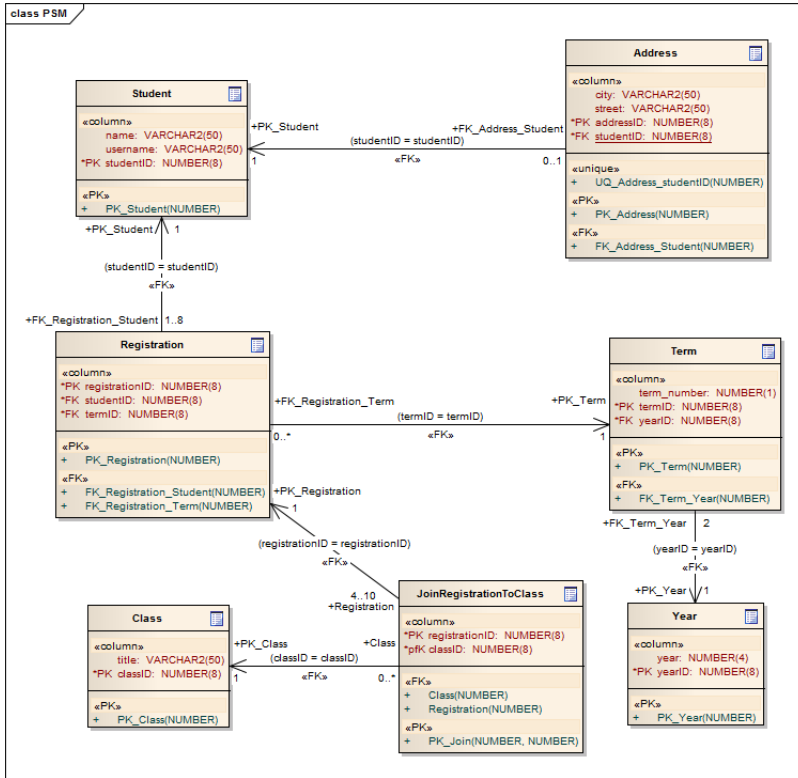 class PSM
Student
«column»
name: VARCHAR2(50)
username: VARCHAR2(50)
*PK studentID: NUMBER(8)
«PK»
+ PK_Student(NUMBER)
+PK_Student
1
(studentID = studentID)
«FK»
+FK_Address_Student
0..1
Address
«column»
city: VARCHAR2(50)
street: VARCHAR2(50)
*PK addressID: NUMBER(8)
*FK studentID: NUMBER(8)
«unique»
+ UQ_Address_studentID(NUMBER)
«PK»
+ PK_Address(NUMBER)
«FK»
+ FK_Address_Student(NUMBER)
+PK_Student 1
(studentID = studentID)
«FK»
+FK_Registration_Student 1..8
Registration
«column»
*PK registrationID: NUMBER(8)
*FK studentID: NUMBER(8)
*FK termID: NUMBER(8)
«PK»
+ PK_Registration(NUMBER)
«FK»
+ FK_Registration_Student(NUMBER)
+ FK_Registration_Term(NUMBER)
+FK_Registration_Term
0..*
(termID = termID)
«FK»
+PK_Term
1
Term
«column»
term_number: NUMBER(1)
*PK termID: NUMBER(8)
*FK yearID: NUMBER(8)
«PK»
+ PK_Term(NUMBER)
«FK»
+ FK_Term_Year(NUMBER)
+PK_Registration
1
(registrationID = registrationID)
«FK»
4..10
+Registration
+FK_Term_Year 2
(yearID = yearID)
«FK»
+PK_Year 1
Class
«column»
title: VARCHAR2(50)
*PK classID: NUMBER(8)
«PK»
+ PK_Class(NUMBER)
+PK_Class
1
(classID = classID)
«FK»
+Class
0..*
JoinRegistrationToClass
«column»
*PK registrationID: NUMBER(8)
*pfK classID: NUMBER(8)
«FK»
+ Class(NUMBER)
+ Registration(NUMBER)
«PK»
+ PK_Join(NUMBER, NUMBER)
Year
«column»
year: NUMBER(4)
*PK yearID: NUMBER(8)
«PK»
+ PK_Year(NUMBER)